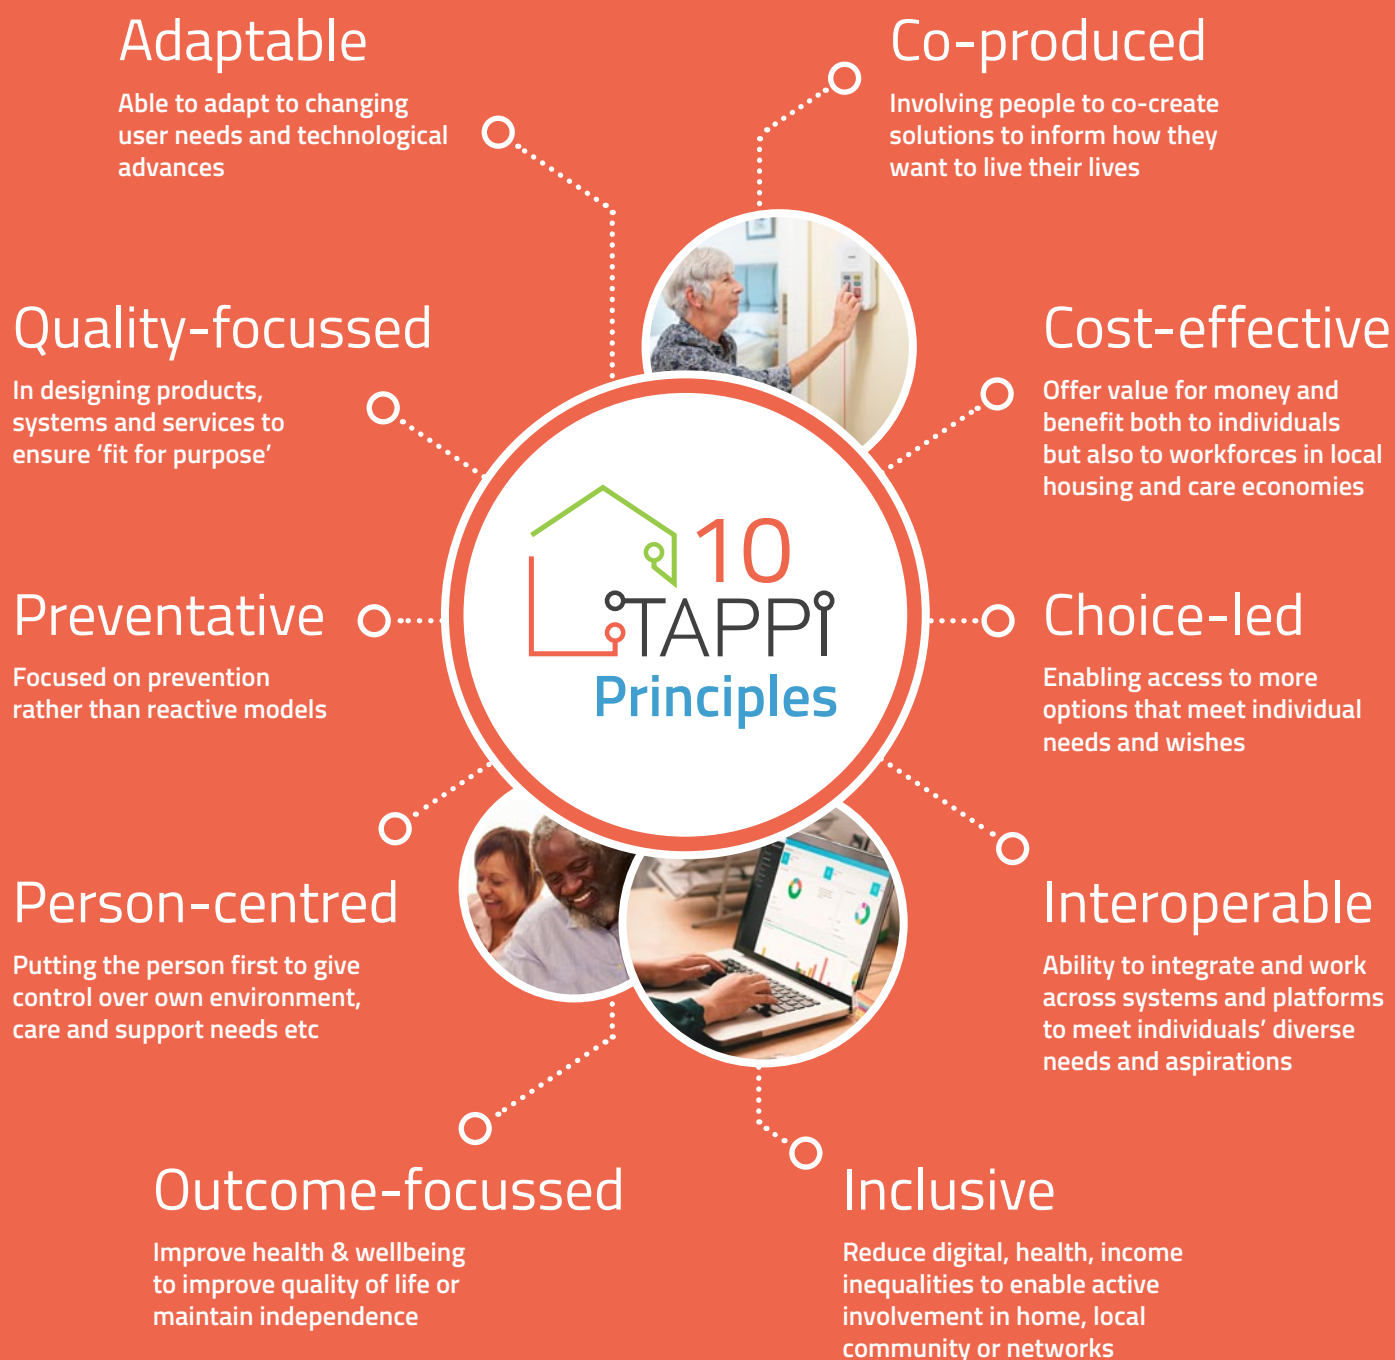 Adaptable
Able to adapt to changing
user needs and technological
advances
Co-produced
Involving people to co-create
solutions to inform how they
want to live their lives
Quality-focussed
In designing products,
systems and services to
ensure ‘fit for purpose’
Cost-effective
Offer value for money and
benefit both to individuals
but also to workforces in local
housing and care economies
10
TAPPI
Principles
Preventative
Focused on prevention
rather than reactive models
Choice-led
Enabling access to more
options that meet individual
needs and wishes
Person-centred
Putting the person first to give
control over own environment,
care and support needs etc
Interoperable
Ability to integrate and work
across systems and platforms
to meet individuals’ diverse
needs and aspirations
Outcome-focussed
Improve health & wellbeing
to improve quality of life or
maintain independence
Inclusive
Reduce digital, health, income
inequalities to enable active
involvement in home, local
community or networks